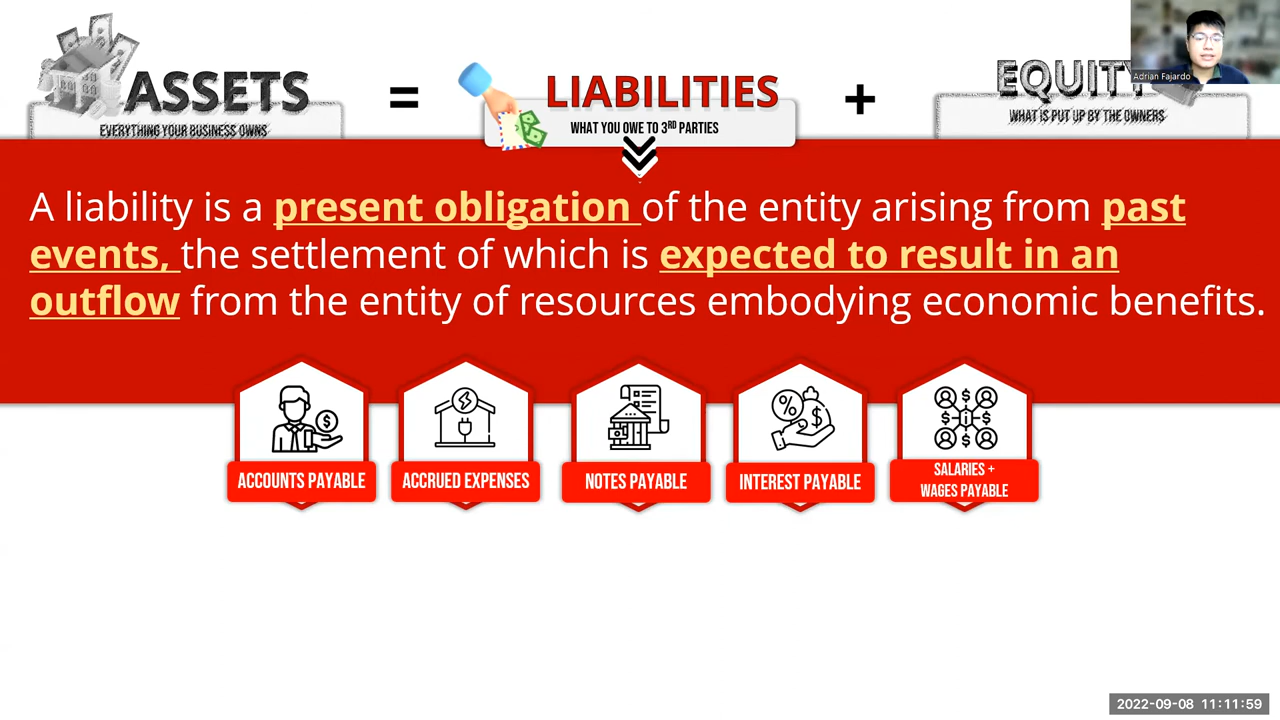 ASSETS
EVERYTHING YOUR BUSINESS OWNS
=
LIABILITIES
WHAT YOU OWE TO 3RD PARTIES
+
EQUITY
WHAT IS PUT UP BY THE OWNERS
Adrian Fajardo
A liability is a present obligation of the entity arising from past
events, the settlement of which is expected to result in an
outflow from the entity of resources embodying economic benefits.
ACCOUNTS PAYABLE
ACCRUED EXPENSES
NOTES PAYABLE
INTEREST PAYABLE
SALARIES +
WAGES PAYABLE
2022-09-08 11:11:59